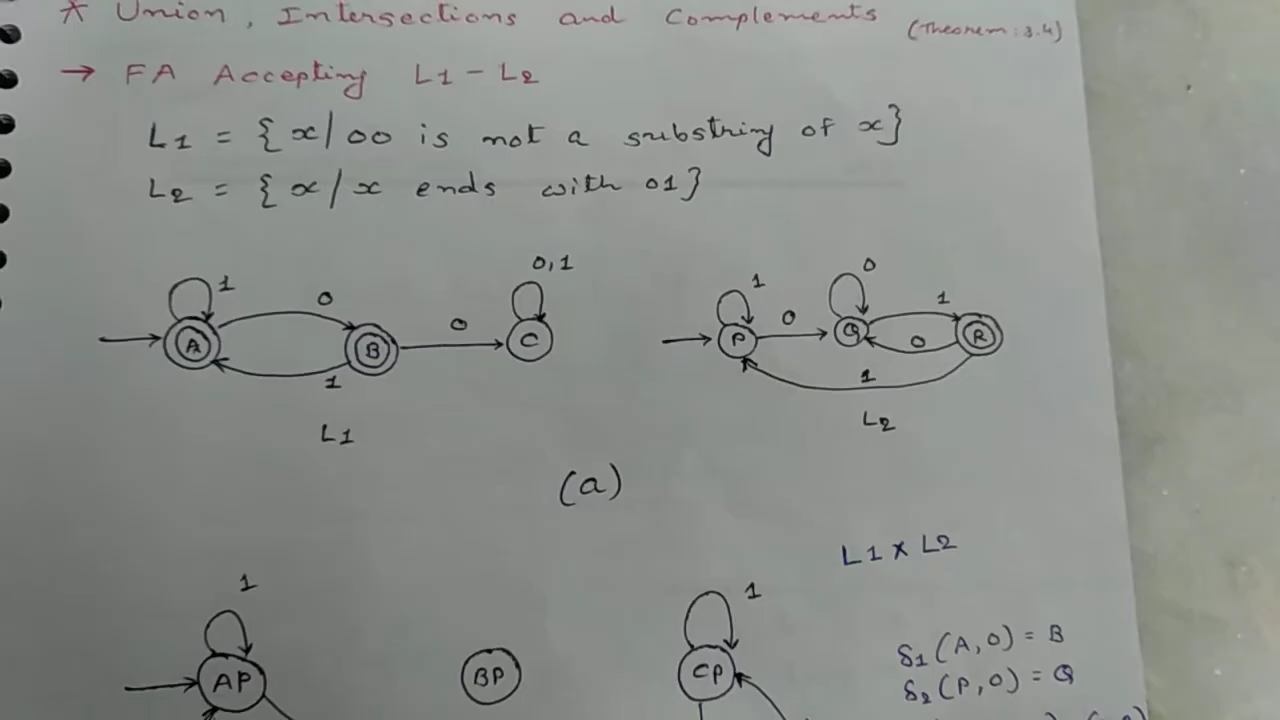 * Union, Intersections and Complements (Theorem: 3.4)
→ FA Accepting L1 - L2
L1 = {x/00 is not a substring of x}
L2 = {x/x ends with 01}
1 0 0 0,1
A B C
1
L1
1 0 0 1
P Q R
0
1
L2
(a)
L1 x L2
1 1
AP BP CP
δ1 (A,0) = B
δ2 (P,0) = Q